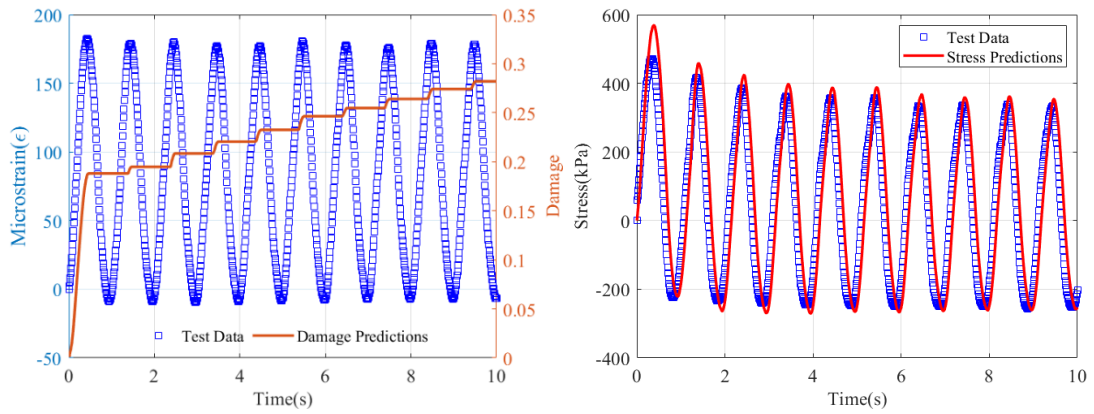 200
150
100
50
0
-50
Microstrain(ϵ)
0.35
0.3
0.25
0.2
0.15
0.1
0.05
0
Damage
Test Data
Damage Predictions
0 2 4 6 8 10
Time(s)
600
400
200
0
-200
-400
Stress(kPa)
Test Data
Stress Predictions
0 2 4 6 8 10
Time(s)